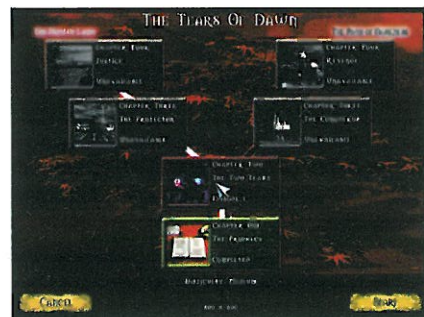 The Tears Of Dawn
Chapter Four
Justice
Unavailable
Chapter Four
Revenge
Unavailable
Chapter Three
The Protector
Unavailable
Chapter Three
The Conqueror
Unavailable
Chapter Two
The Two Tears
Chapter One
The Prophecy
Completed
Cancel
Start